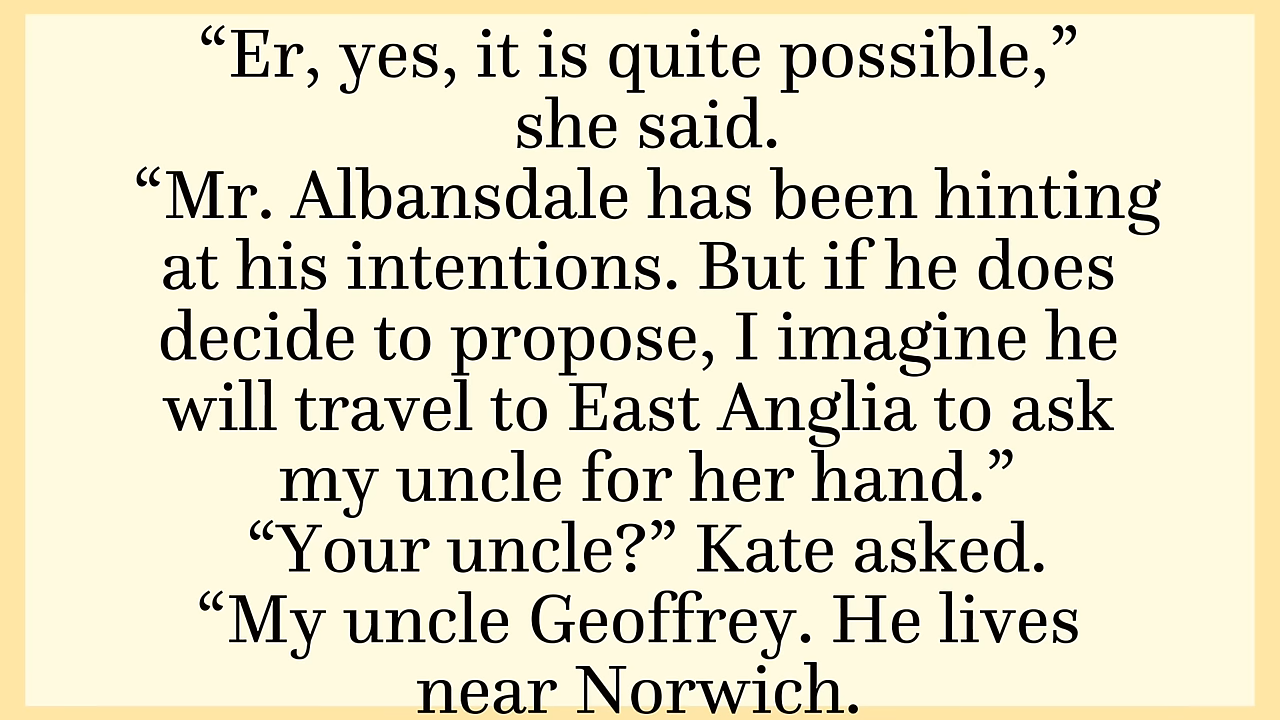 “Er, yes, it is quite possible,”
she said.
“Mr. Albansdale has been hinting
at his intentions. But if he does
decide to propose, I imagine he
will travel to East Anglia to ask
my uncle for her hand.”
“Your uncle?” Kate asked.
“My uncle Geoffrey. He lives
near Norwich.